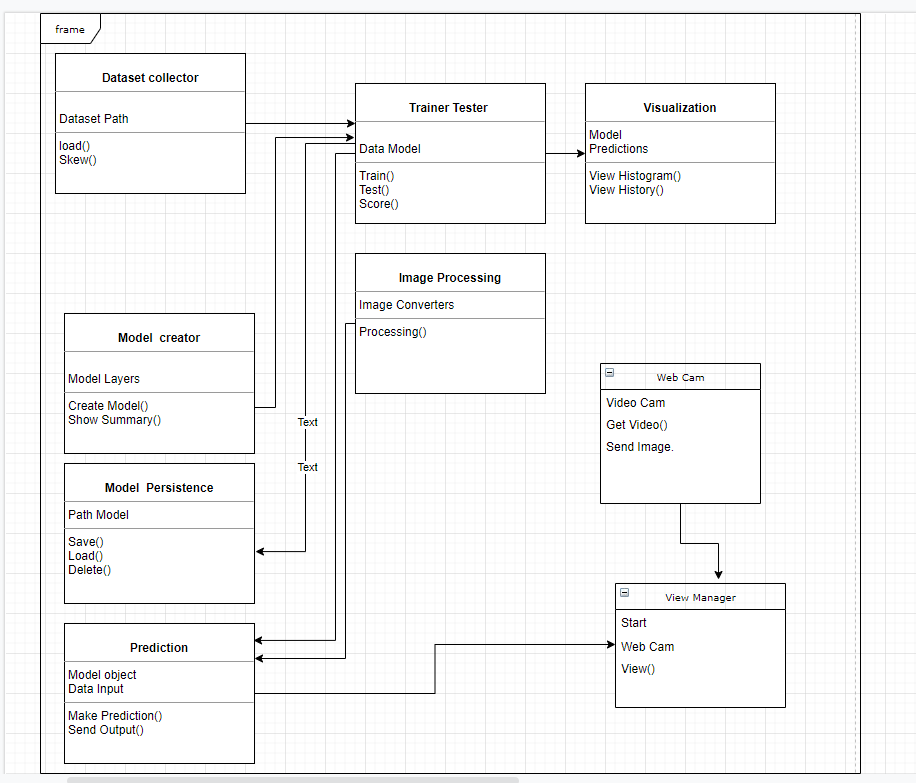 frame
Dataset collector
Dataset Path
load()
Skew()
Trainer Tester
Data Model
Train()
Test()
Score()
Visualization
Model
Predictions
View Histogram()
View History()
Image Processing
Image Converters
Processing()
Model  creator
Model Layers
Create Model()
Show Summary()
Text
Text
Web Cam
Video Cam
Get Video()
Send Image.
Model  Persistence
Path Model
Save()
Load()
Delete()
Prediction
Model object
Data Input
Make Prediction()
Send Output()
View Manager
Start
Web Cam
View()